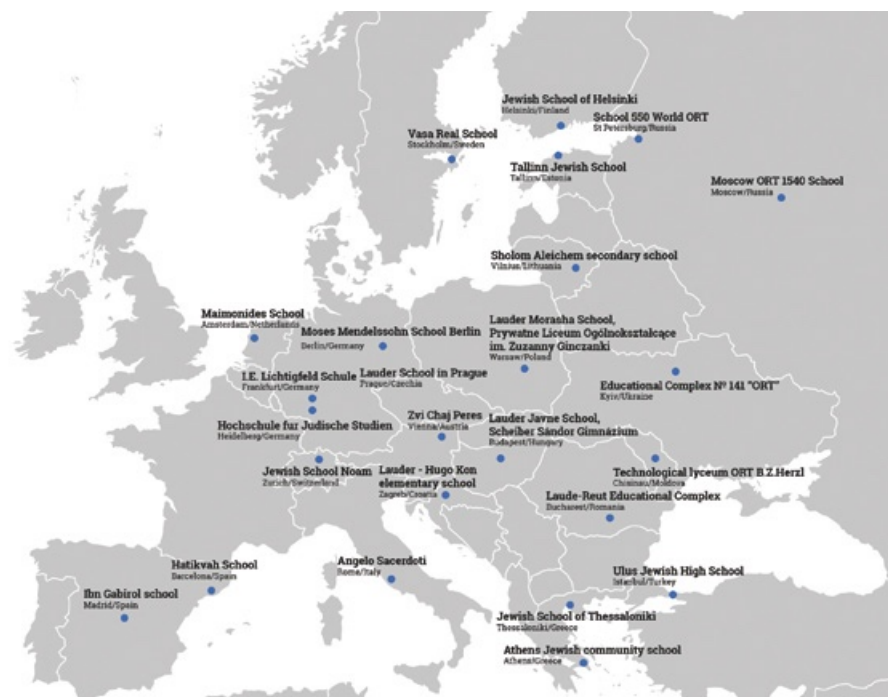 Jewish School of Helsinki
Helsinki/Finland
School 550 World ORT
St Petersburg/Russia
Vasa Real School
Stockholm/Sweden
Tallinn Jewish School
Tallinn/Estonia
Moscow ORT 1540 School
Moscow/Russia
Sholom Aleichem secondary school
Vilnius/Lithuania
Maimonides School
Amsterdam/Netherlands
Moses Mendelssohn School Berlin
Berlin/Germany
Lauder Morasha School,
Prywatne Liceum Ogólnokształcące
im. Zuzanny Ginczanki
Warsaw/Poland
I.E. Lichtigfeld Schule
Frankfurt/Germany
Lauder School in Prague
Prague/Czechia
Educational Complex № 141 "ORT"
Kyiv/Ukraine
Hochschule fur Judische Studien
Heidelberg/Germany
Zvi Chaj Peres
Vienna/Austria
Lauder Javne School,
Scheiber Sándor Gimnázium
Budapest/Hungary
Jewish School Noam
Zurich/Switzerland
Lauder - Hugo Kon
elementary school
Zagreb/Croatia
Technological lyceum ORT B.Z.Herzl
Chisinau/Moldova
Laude-Reut Educational Complex
Bucharest/Romania
Hatikvah School
Barcelona/Spain
Angelo Sacerdoti
Rome/Italy
Ulus Jewish High School
Istanbul/Turkey
Ibn Gabirol school
Madrid/Spain
Jewish School of Thessaloniki
Thessaloniki/Greece
Athens Jewish community school
Athens/Greece